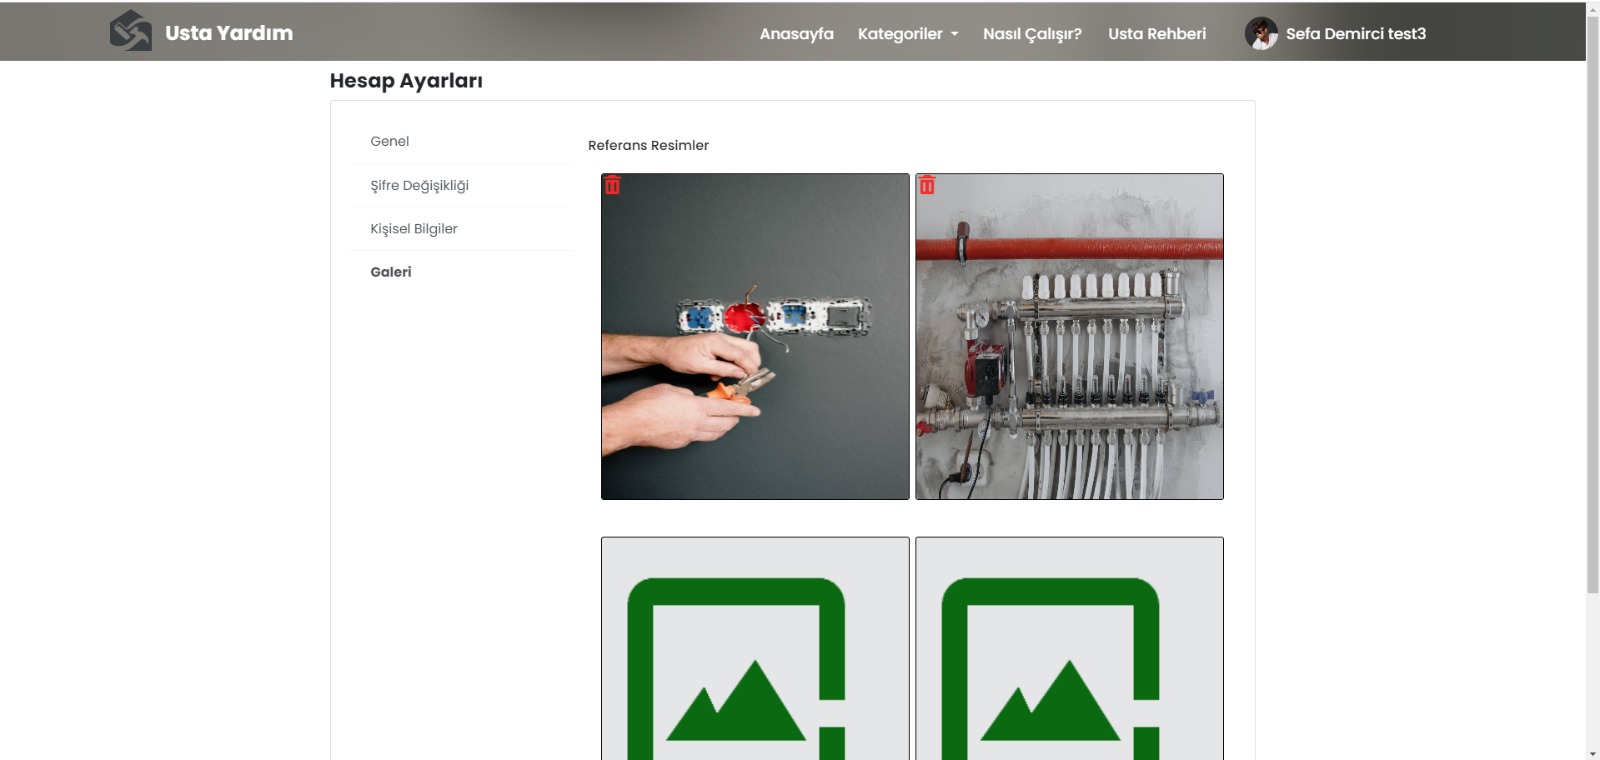 Usta Yardım
Anasayfa Kategoriler Nasıl Çalışır? Usta Rehberi Sefa Demirci test3
Hesap Ayarları
Genel
Şifre Değişikliği
Kişisel Bilgiler
Galeri
Referans Resimler